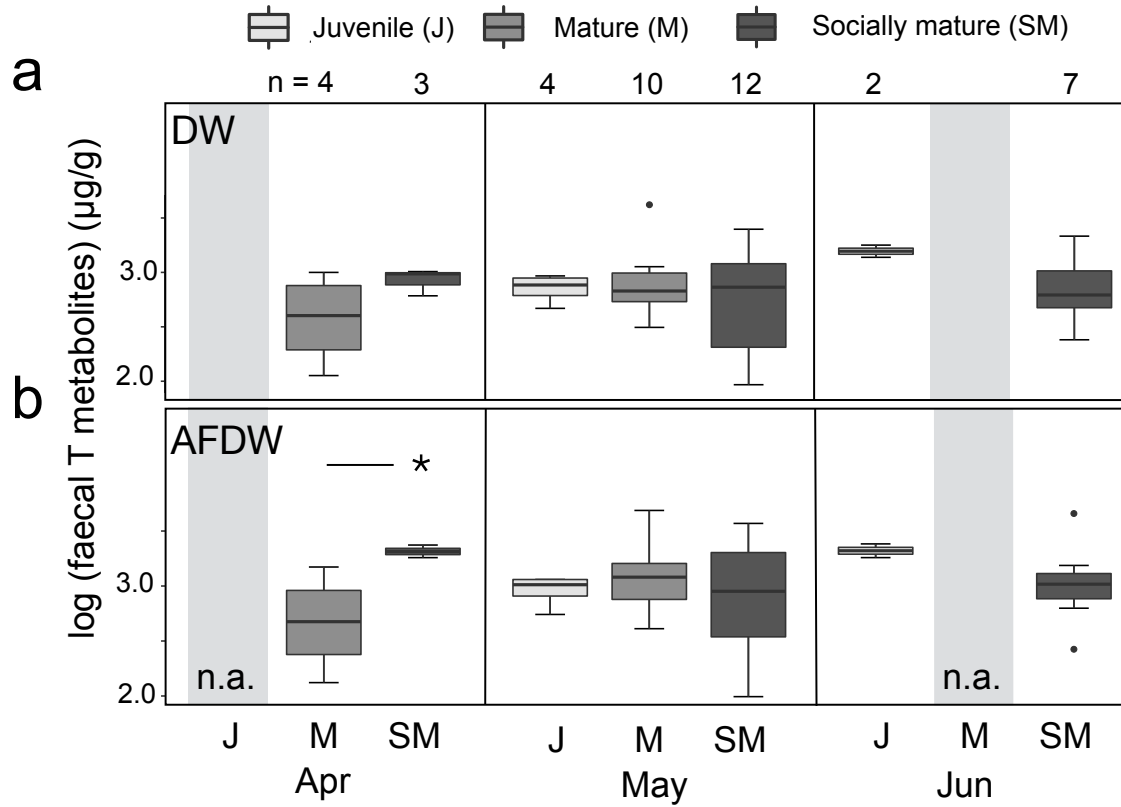 Juvenile (J) Mature (M) Socially mature (SM)
a
n = 4 3 4 10 12 2 7
DW
3.0
2.0
log (faecal T metabolites) (µg/g)
b
AFDW
*
3.0
2.0
n.a. n.a.
J M SM J M SM J M SM
Apr May Jun